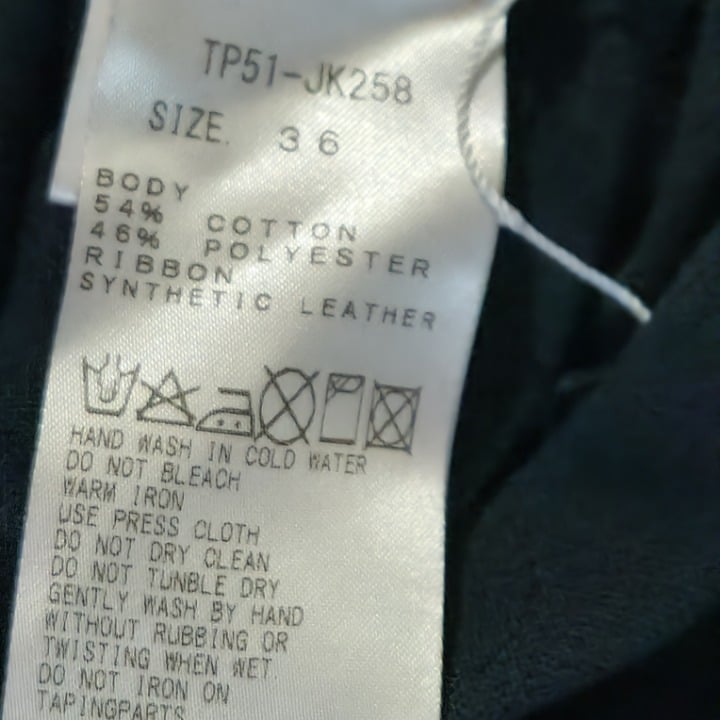 TP51-JK258
SIZE. 36
BODY
54% COTTON
46% POLYESTER
RIBBON
SYNTHETIC LEATHER
HAND WASH IN COLD WATER
DO NOT BLEACH
WARM IRON
USE PRESS CLOTH
DO NOT DRY CLEAN
DO NOT TUNBLE DRY
GENTLY WASH BY HAND
WITHOUT RUBBING OR
TWISTING WHEN WET
DO NOT IRON ON
TAPINGPARTS